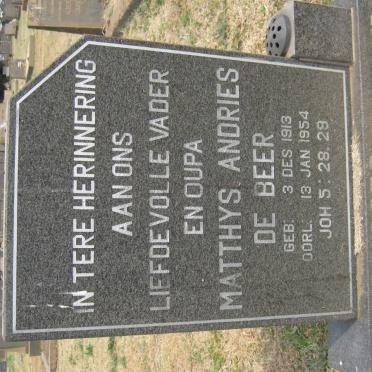 IN TERE HERINNERING
AAN ONS
LIEFDEVOLLE VADER
EN OUPA
MATTHYS ANDRIES
DE BEER
GEB: 3 DES 1913
OORL: 13 JAN 1954
JOH 5·28·29